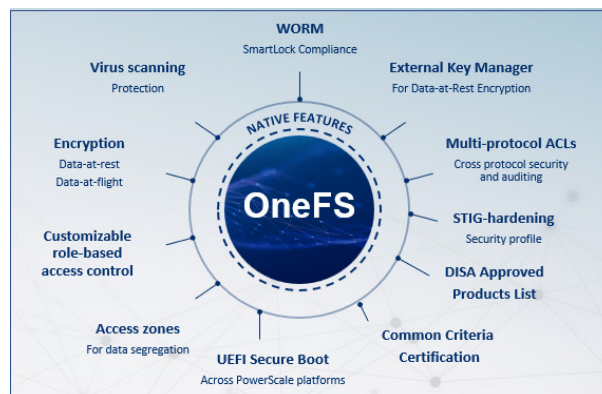 WORM
SmartLock Compliance
Virus scanning
Protection
External Key Manager
For Data-at-Rest Encryption
NATIVE FEATURES
Encryption
Data-at-rest
Data-at-flight
Multi-protocol ACLs
Cross protocol security
and auditing
OneFS
STIG-hardening
Security profile
Customizable
role-based
access control
DISA Approved
Products List
Access zones
For data segregation
Common Criteria
Certification
UEFI Secure Boot
Across PowerScale platforms